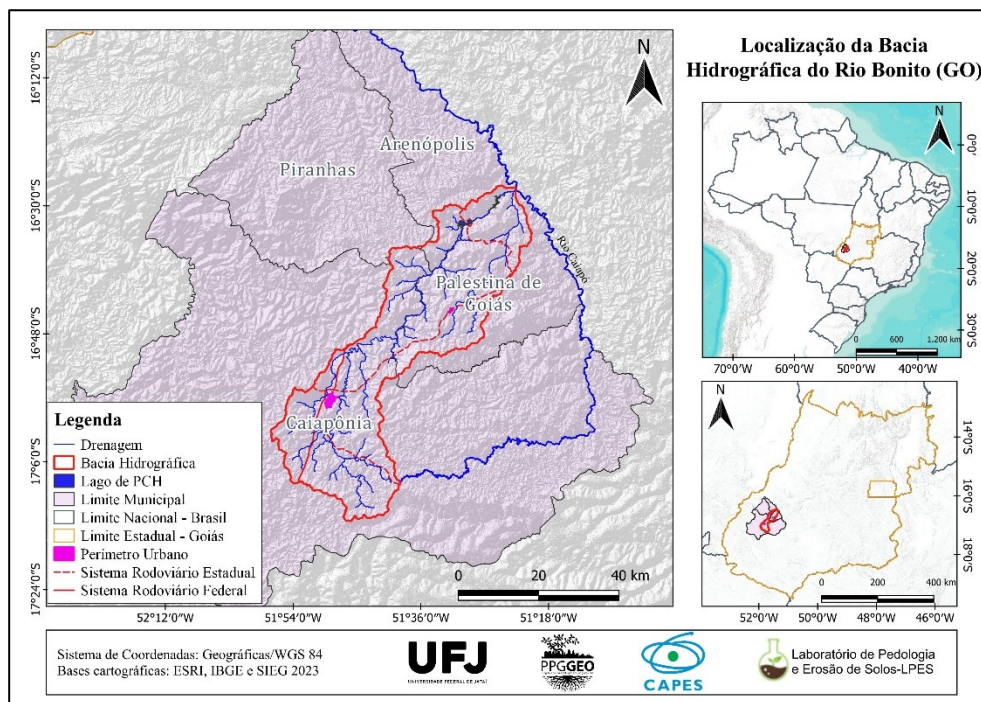 Localização da Bacia
Hidrográfica do Rio Bonito (GO)
N
16°12'0"S
16°30'0"S
16°48'0"S
17°6'0"S
17°24'0"S
Arenópolis
Piranhas
Rio Caiapó
Palestina de
Goiás
Caiapônia
Legenda
Drenagem
Bacia Hidrográfica
Lago de PCH
Limite Municipal
Limite Nacional - Brasil
Limite Estadual - Goiás
Perímetro Urbano
Sistema Rodoviário Estadual
Sistema Rodoviário Federal
0 20 40 km
52°12'0"W 51°54'0"W 51°36'0"W 51°18'0"W
N
0°0'S
10°0'S
20°0'S
30°0'S
0 600 1.200 km
70°W 60°W 50°W 40°W
N
14°0'S
16°0'S
18°0'S
0 200 400 km
52°0'W 50°0'W 48°0'W 46°0'W
Sistema de Coordenadas: Geográficas/WGS 84
Bases cartográficas: ESRI, IBGE e SIEG 2023
UFJ
UNIVERSIDADE FEDERAL DE JATAÍ
PPGGEO
CAPES
Laboratório de Pedologia
e Erosão de Solos-LPES